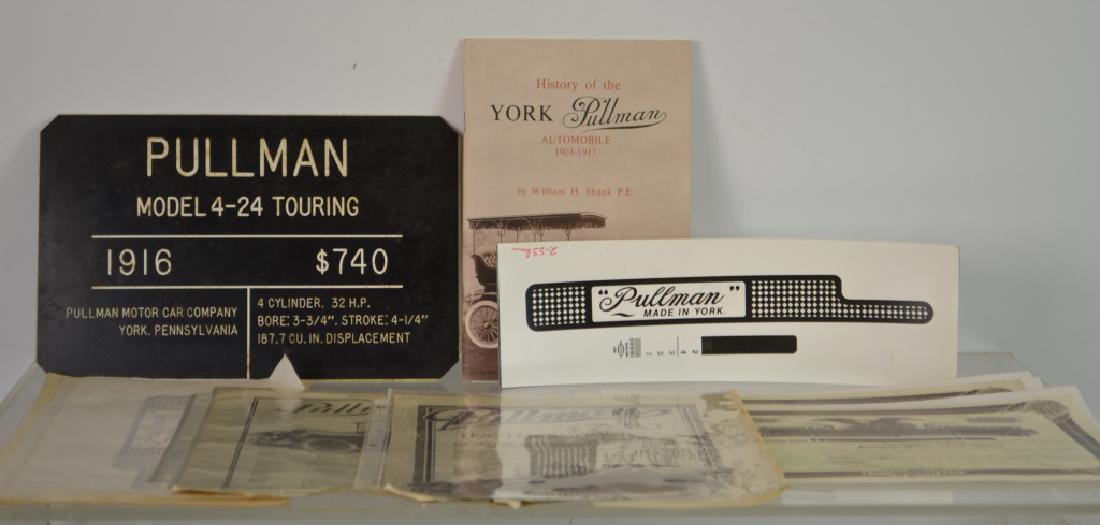 PULLMAN
MODEL 4-24 TOURING
1916 $740
PULLMAN MOTOR CAR COMPANY
YORK, PENNSYLVANIA
4 CYLINDER, 32 H.P.
BORE: 3-3/4". STROKE: 4-1/4"
187.7 CU. IN. DISPLACEMENT
History of the
YORK Pullman
AUTOMOBILE
1903-1917
by William H. Shank P.E.
"Pullman"
MADE IN YORK.
Pullman
Pullman